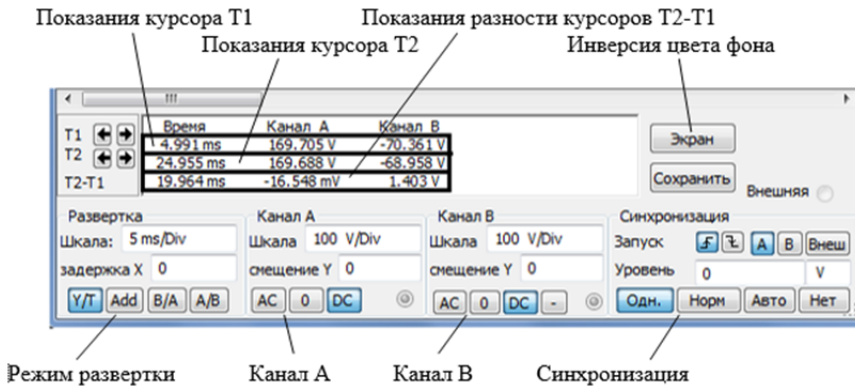 Показания курсора Т1
Показания разности курсоров Т2-Т1
Показания курсора Т2
Инверсия цвета фона
Время Канал А Канал В
T1 4.991 ms 169.705 V -70.361 V
T2 24.955 ms 169.688 V -68.958 V
T2-T1 19.964 ms -16.548 mV 1.403 V
Экран
Сохранить
Внешняя
Развертка
Шкала: 5 ms/Div
задержка X 0
Y/T Add B/A A/B
Канал А
Шкала 100 V/Div
смещение Y 0
AC 0 DC
Канал В
Шкала 100 V/Div
смещение Y 0
AC 0 DC -
Синхронизация
Запуск A B Внеш
Уровень 0 V
Одн. Норм Авто Нет
Режим развертки
Канал А
Канал В
Синхронизация